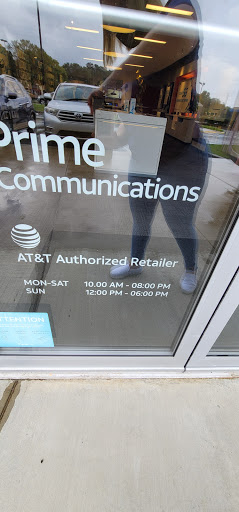 Prime
Communications
AT&T Authorized Retailer
MON-SAT 10.00 AM - 08:00 PM
SUN 12:00 PM - 06:00 PM
ATTENTION